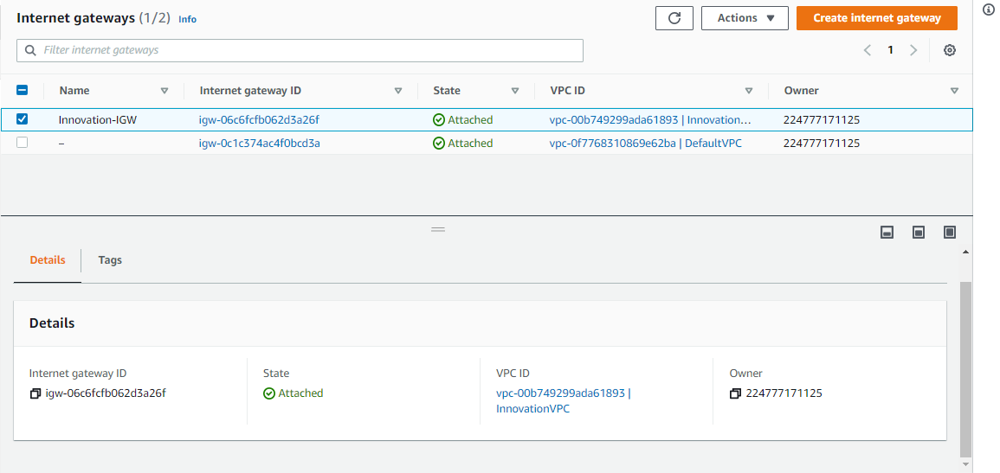 Internet gateways (1/2) Info
Actions
Create internet gateway
Filter internet gateways
1
Name Internet gateway ID State VPC ID Owner
Innovation-IGW igw-06c6fcfb062d3a26f Attached vpc-00b749299ada61893 | Innovation... 224777171125
– igw-0c1c374ac4f0bcd3a Attached vpc-0f7768310869e62ba | DefaultVPC 224777171125
Details Tags
Details
Internet gateway ID State VPC ID Owner
igw-06c6fcfb062d3a26f Attached vpc-00b749299ada61893 | 224777171125
InnovationVPC